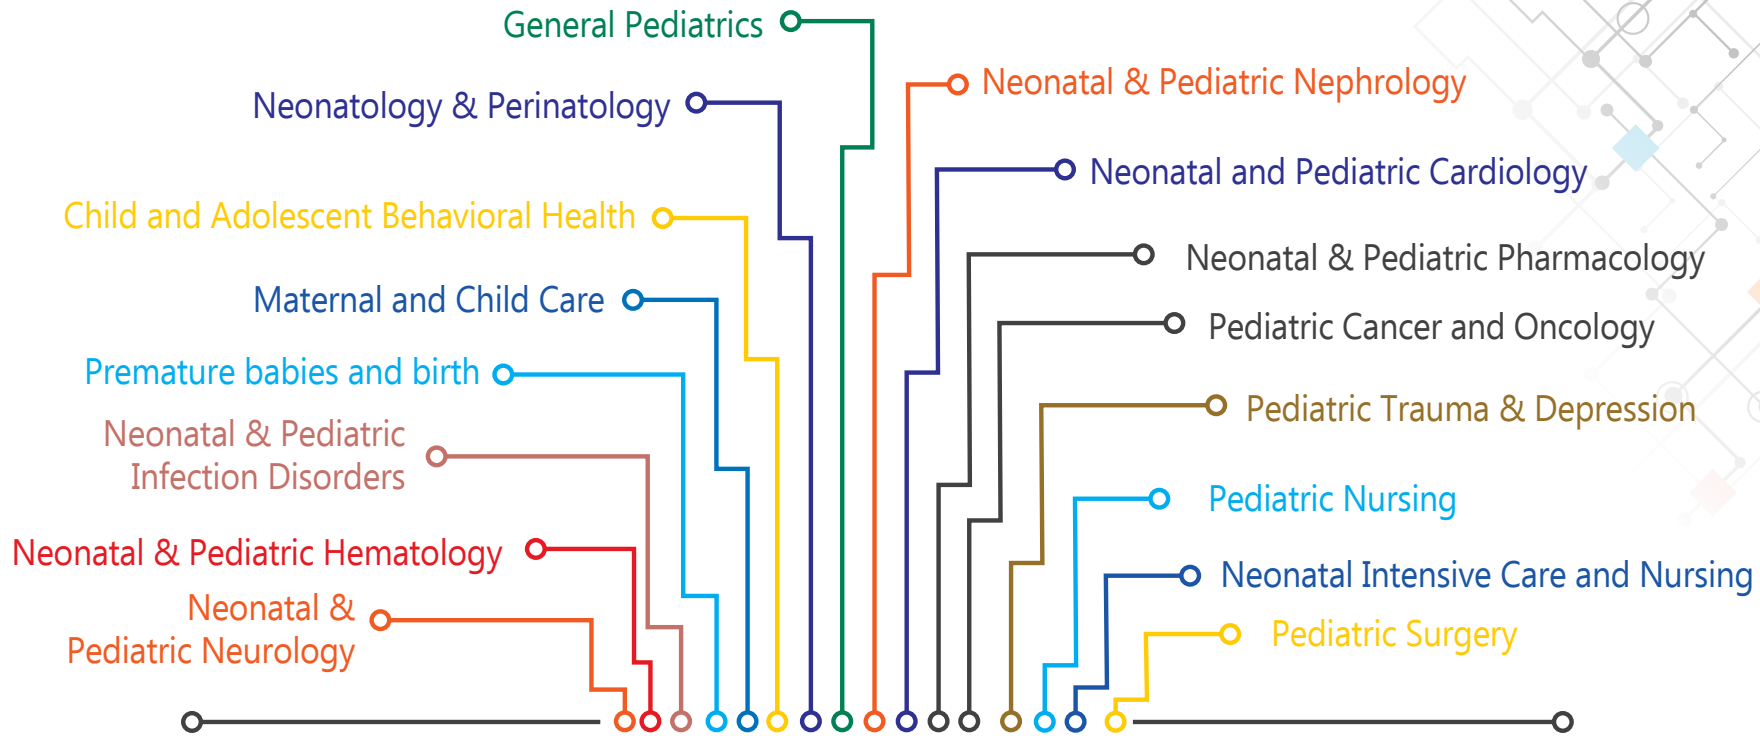 General Pediatrics
Neonatology & Perinatology
Child and Adolescent Behavioral Health
Maternal and Child Care
Premature babies and birth
Neonatal & Pediatric
Infection Disorders
Neonatal & Pediatric Hematology
Neonatal &
Pediatric Neurology
Neonatal & Pediatric Nephrology
Neonatal and Pediatric Cardiology
Neonatal & Pediatric Pharmacology
Pediatric Cancer and Oncology
Pediatric Trauma & Depression
Pediatric Nursing
Neonatal Intensive Care and Nursing
Pediatric Surgery